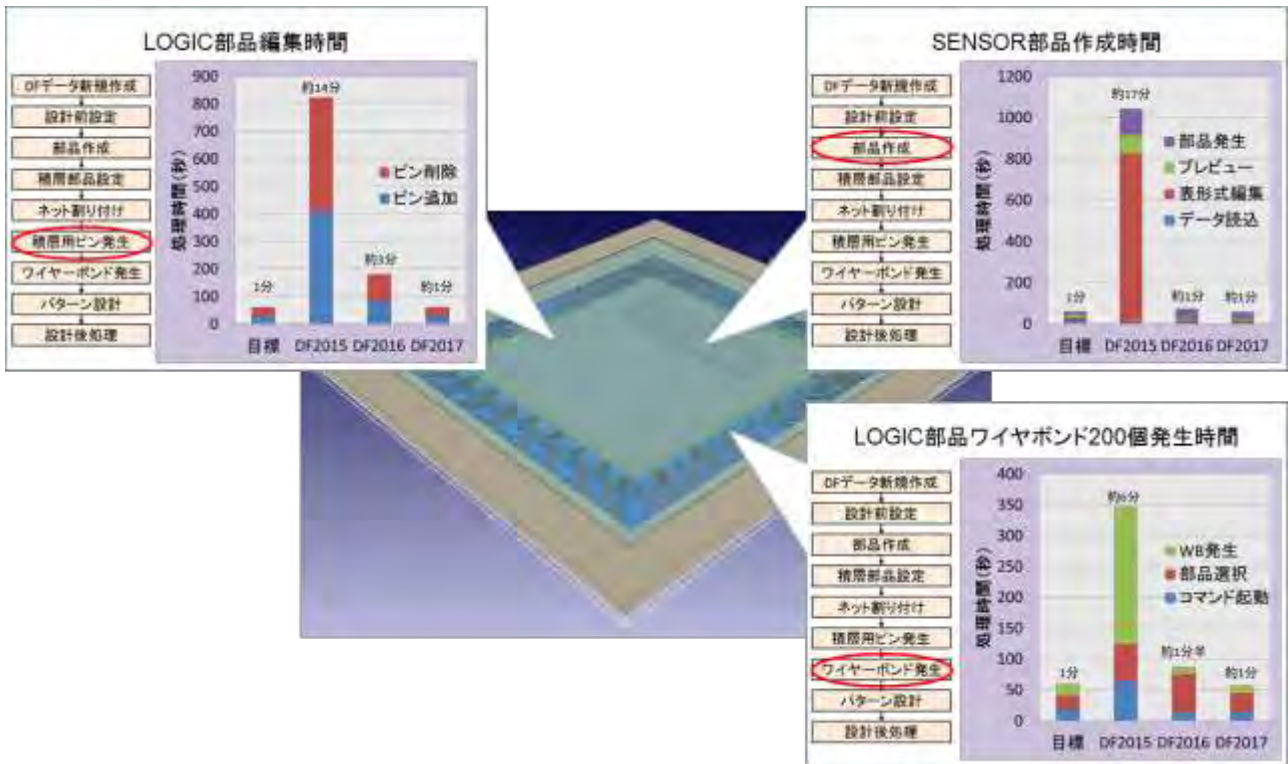 LOGIC部品編集時間
DFデータ新規作成
設計前設定
部品作成
積層部品設定
ネット割り付け
積層用ピン発生
ワイヤーボンド発生
パターン設計
設計後処理
処理時間(秒)
900
800
700
600
500
400
300
200
100
0
1分
約14分
約3分
約1分
ピン削除
ピン追加
目標 DF2015 DF2016 DF2017
SENSOR部品作成時間
DFデータ新規作成
設計前設定
部品作成
積層部品設定
ネット割り付け
積層用ピン発生
ワイヤーボンド発生
パターン設計
設計後処理
処理時間(秒)
1200
1000
800
600
400
200
0
1分
約17分
約1分
約1分
部品発生
プレビュー
表形式編集
データ読込
目標 DF2015 DF2016 DF2017
LOGIC部品ワイヤボンド200個発生時間
DFデータ新規作成
設計前設定
部品作成
積層部品設定
ネット割り付け
積層用ピン発生
ワイヤーボンド発生
パターン設計
設計後処理
処理時間(秒)
400
350
300
250
200
150
100
50
0
1分
約6分
約1分半
約1分
WB発生
部品選択
コマンド起動
目標 DF2015 DF2016 DF2017